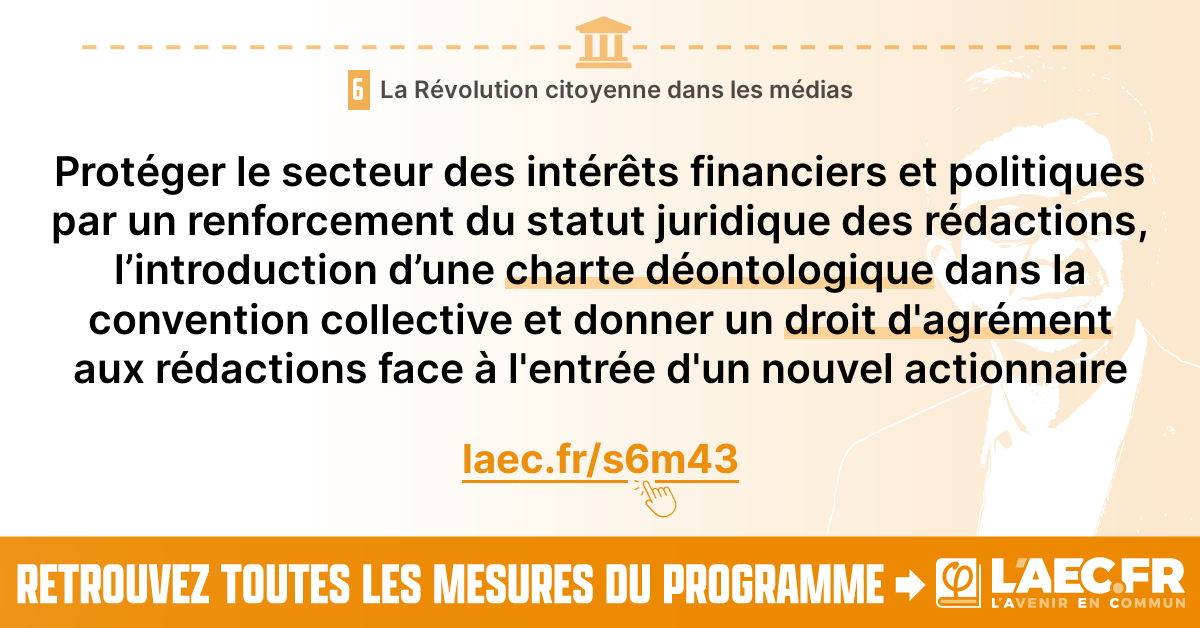 6 La Révolution citoyenne dans les médias
Protéger le secteur des intérêts financiers et politiques
par un renforcement du statut juridique des rédactions,
l’introduction d’une charte déontologique dans la
convention collective et donner un droit d'agrément
aux rédactions face à l'entrée d'un nouvel actionnaire
laec.fr/s6m43
RETROUVEZ TOUTES LES MESURES DU PROGRAMME
φ L'AEC.FR
L'AVENIR EN COMMUN